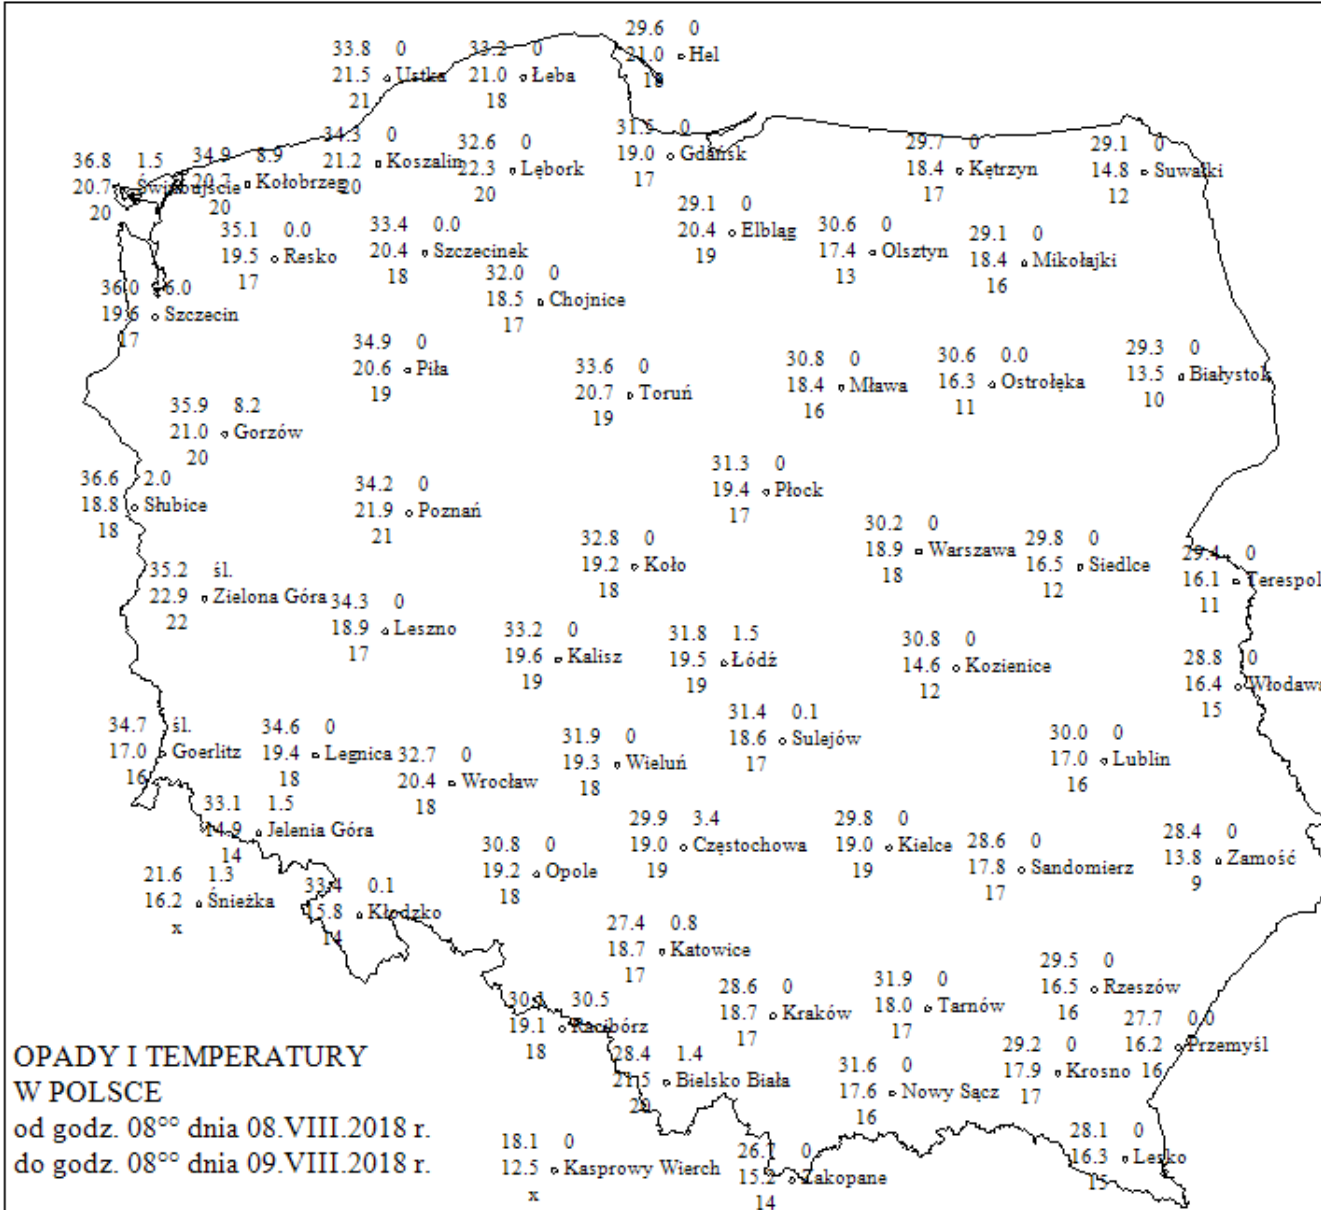 29.6 0
21.0 Hel
18
33.8 0
21.5 Ustka
21
33.2 0
21.0 Łeba
18
34.3 0
21.2 Koszalin
20
32.6 0
22.3 Lębork
20
31.5 0
19.0 Gdańsk
17
29.7 0
18.4 Kętrzyn
17
29.1 0
14.8 Suwałki
12
36.8 1.5
20.7 Świnoujście
20
34.9 8.9
20.7 Kołobrzeg
20
29.1 0
20.4 Elbląg
19
30.6 0
17.4 Olsztyn
13
29.1 0
18.4 Mikołajki
16
35.1 0.0
19.5 Resko
17
33.4 0.0
20.4 Szczecinek
18
32.0 0
18.5 Chojnice
17
36.0 6.0
19.6 Szczecin
17
34.9 0
20.6 Piła
19
33.6 0
20.7 Toruń
19
30.8 0
18.4 Mława
16
30.6 0.0
16.3 Ostrołęka
11
29.3 0
13.5 Białystok
10
35.9 8.2
21.0 Gorzów
20
36.6 2.0
18.8 Słubice
18
34.2 0
21.9 Poznań
21
31.3 0
19.4 Płock
17
32.8 0
19.2 Koło
18
30.2 0
18.9 Warszawa
18
29.8 0
16.5 Siedlce
12
29.4 0
16.1 Terespol
11
35.2 śl.
22.9 Zielona Góra
22
34.3 0
18.9 Leszno
17
33.2 0
19.6 Kalisz
19
31.8 1.5
19.5 Łódź
19
30.8 0
14.6 Kozienice
12
28.8 0
16.4 Włodawa
15
34.7 śl.
17.0 Goerlitz
16
34.6 0
19.4 Legnica
18
32.7 0
20.4 Wrocław
18
31.9 0
19.3 Wieluń
18
31.4 0.1
18.6 Sulejów
17
30.0 0
17.0 Lublin
16
33.1 1.5
14.9 Jelenia Góra
14
30.8 0
19.2 Opole
18
29.9 3.4
19.0 Częstochowa
19
29.8 0
19.0 Kielce
19
28.6 0
17.8 Sandomierz
17
28.4 0
13.8 Zamość
9
21.6 1.3
16.2 Śnieżka
x
33.4 0.1
15.8 Kłodzko
14
27.4 0.8
18.7 Katowice
17
30.1 30.5
19.1 Racibórz
18
28.6 0
18.7 Kraków
17
31.9 0
18.0 Tarnów
17
29.5 0
16.5 Rzeszów
16
27.7 0.0
16.2 Przemyśl
16
28.4 1.4
21.5 Bielsko Biała
20
31.6 0
17.6 Nowy Sącz
16
29.2 0
17.9 Krosno
17
28.1 0
16.3 Lesko
15
18.1 0
12.5 Kasprowy Wierch
x
26.7 0
15.2 Zakopane
14
OPADY I TEMPERATURY
W POLSCE
od godz. 08°° dnia 08.VIII.2018 r.
do godz. 08°° dnia 09.VIII.2018 r.